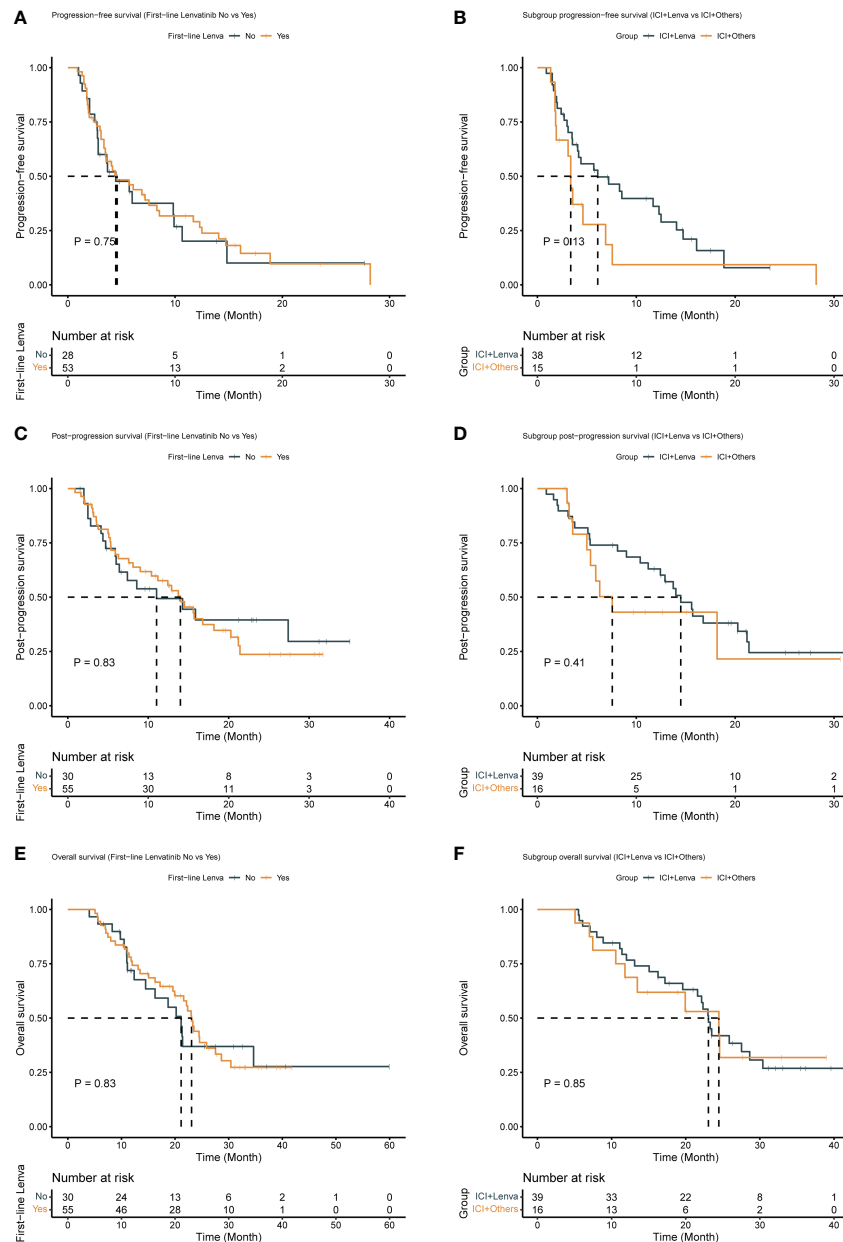 A
Progression-free survival (First-line Lenvatinib No vs Yes)
First-line Lenva No Yes
Progression-free survival
1.00
0.75
0.50
0.25
0.00
P = 0.75
0 10 20 30
Time (Month)
Number at risk
First-line Lenva
No 28 5 1 0
Yes 53 13 2 0
0 10 20 30
Time (Month)
B
Subgroup progression-free survival (ICI+Lenva vs ICI+Others)
Group ICI+Lenva ICI+Others
Progression-free survival
1.00
0.75
0.50
0.25
0.00
P = 0.13
0 10 20 30
Time (Month)
Number at risk
Group
ICI+Lenva 38 12 1 0
ICI+Others 15 1 1 0
0 10 20 30
Time (Month)
C
Post-progression survival (First-line Lenvatinib No vs Yes)
First-line Lenva No Yes
Post-progression survival
1.00
0.75
0.50
0.25
0.00
P = 0.83
0 10 20 30 40
Time (Month)
Number at risk
First-line Lenva
No 30 13 8 3 0
Yes 55 30 11 3 0
0 10 20 30 40
Time (Month)
D
Subgroup post-progression survival (ICI+Lenva vs ICI+Others)
Group ICI+Lenva ICI+Others
Post-progression survival
1.00
0.75
0.50
0.25
0.00
P = 0.41
0 10 20 30
Time (Month)
Number at risk
Group
ICI+Lenva 39 25 10 2
ICI+Others 16 5 1 1
0 10 20 30
Time (Month)
E
Overall survival (First-line Lenvatinib No vs Yes)
First-line Lenva No Yes
Overall survival
1.00
0.75
0.50
0.25
0.00
P = 0.83
0 10 20 30 40 50 60
Time (Month)
Number at risk
First-line Lenva
No 30 24 13 6 2 1 0
Yes 55 46 28 10 1 0 0
0 10 20 30 40 50 60
Time (Month)
F
Subgroup overall survival (ICI+Lenva vs ICI+Others)
Group ICI+Lenva ICI+Others
Overall survival
1.00
0.75
0.50
0.25
0.00
P = 0.85
0 10 20 30 40
Time (Month)
Number at risk
Group
ICI+Lenva 39 33 22 8 1
ICI+Others 16 13 6 2 0
0 10 20 30 40
Time (Month)